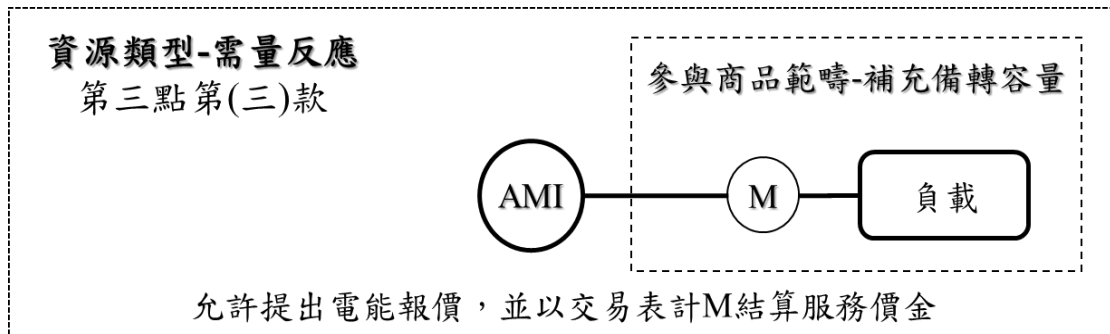 資源類型-需量反應
第三點第(三)款
參與商品範疇-補充備轉容量
AMI
M
負載
允許提出電能報價，並以交易表計M結算服務價金